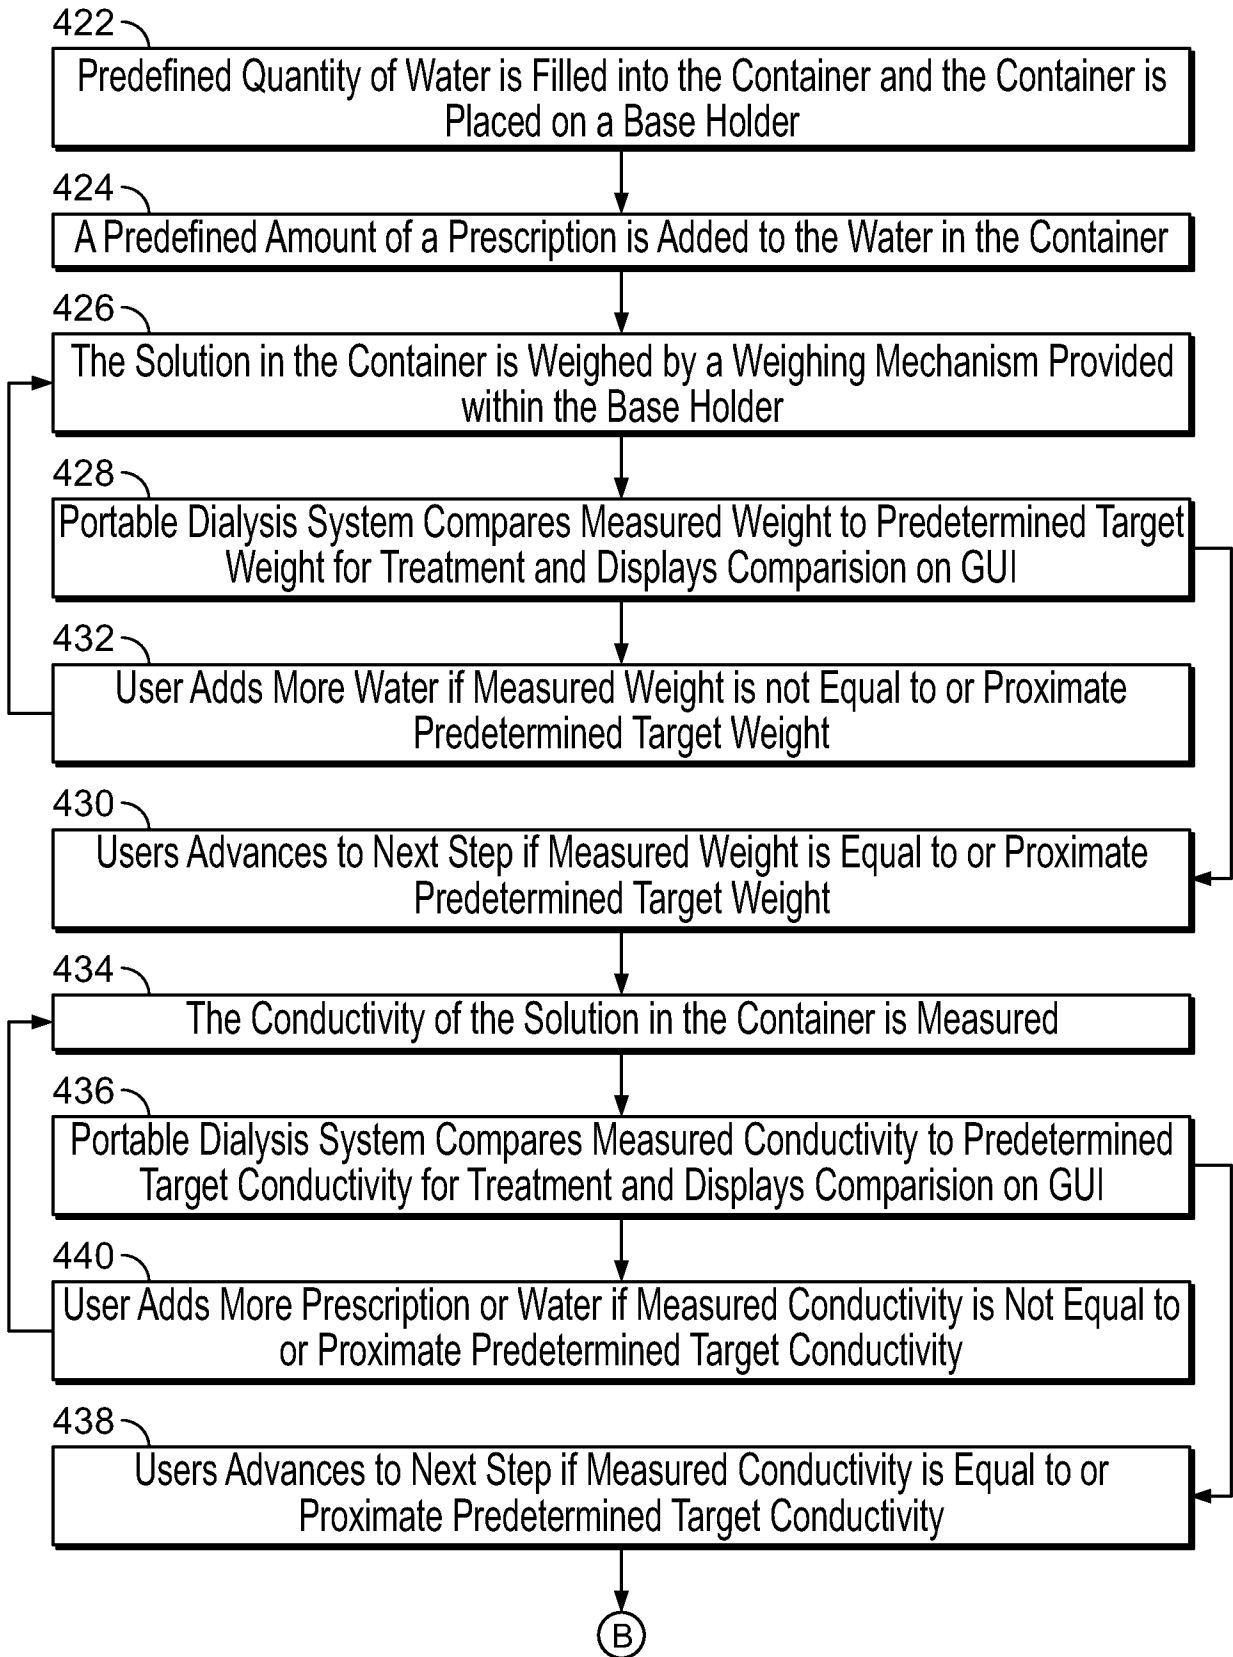 422
Predefined Quantity of Water is Filled into the Container and the Container is
Placed on a Base Holder
424
A Predefined Amount of a Prescription is Added to the Water in the Container
426
The Solution in the Container is Weighed by a Weighing Mechanism Provided
within the Base Holder
428
Portable Dialysis System Compares Measured Weight to Predetermined Target
Weight for Treatment and Displays Comparision on GUI
432
User Adds More Water if Measured Weight is not Equal to or Proximate
Predetermined Target Weight
430
Users Advances to Next Step if Measured Weight is Equal to or Proximate
Predetermined Target Weight
434
The Conductivity of the Solution in the Container is Measured
436
Portable Dialysis System Compares Measured Conductivity to Predetermined
Target Conductivity for Treatment and Displays Comparision on GUI
440
User Adds More Prescription or Water if Measured Conductivity is Not Equal to
or Proximate Predetermined Target Conductivity
438
Users Advances to Next Step if Measured Conductivity is Equal to or
Proximate Predetermined Target Conductivity
B